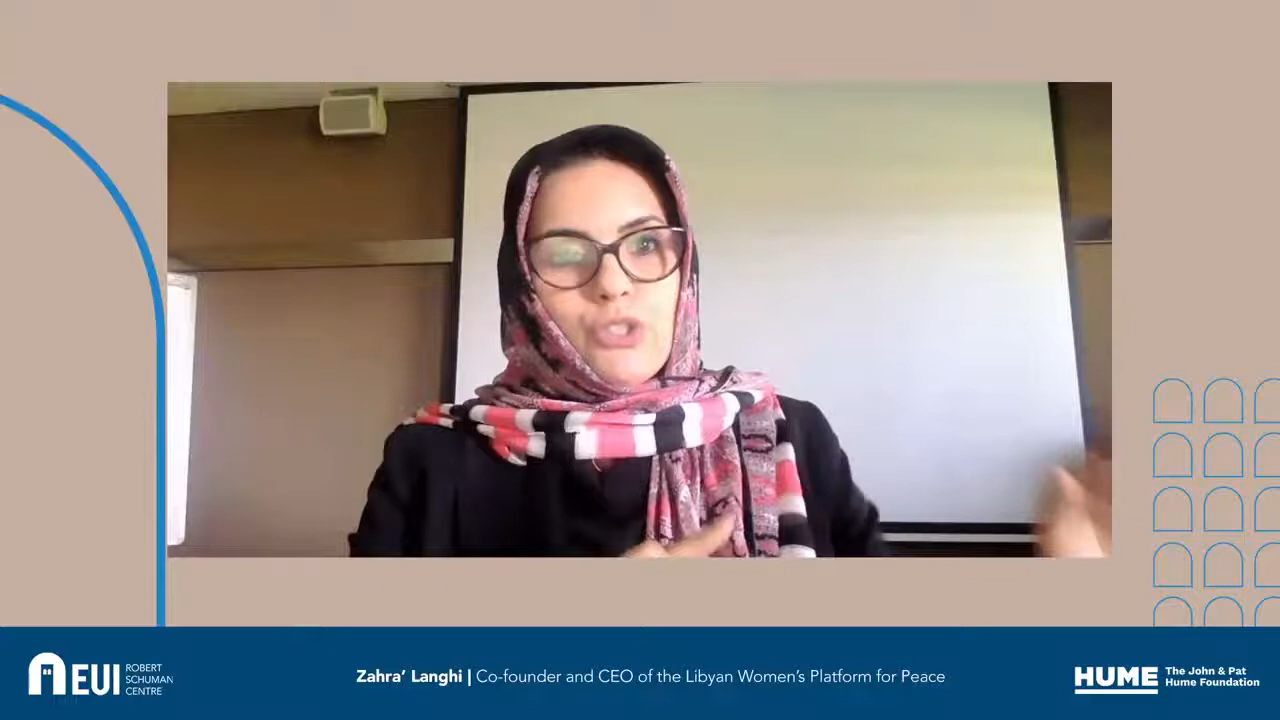 EUI
ROBERT
SCHUMAN
CENTRE
Zahra' Langhi | Co-founder and CEO of the Libyan Women's Platform for Peace
HUME
The John & Pat
Hume Foundation